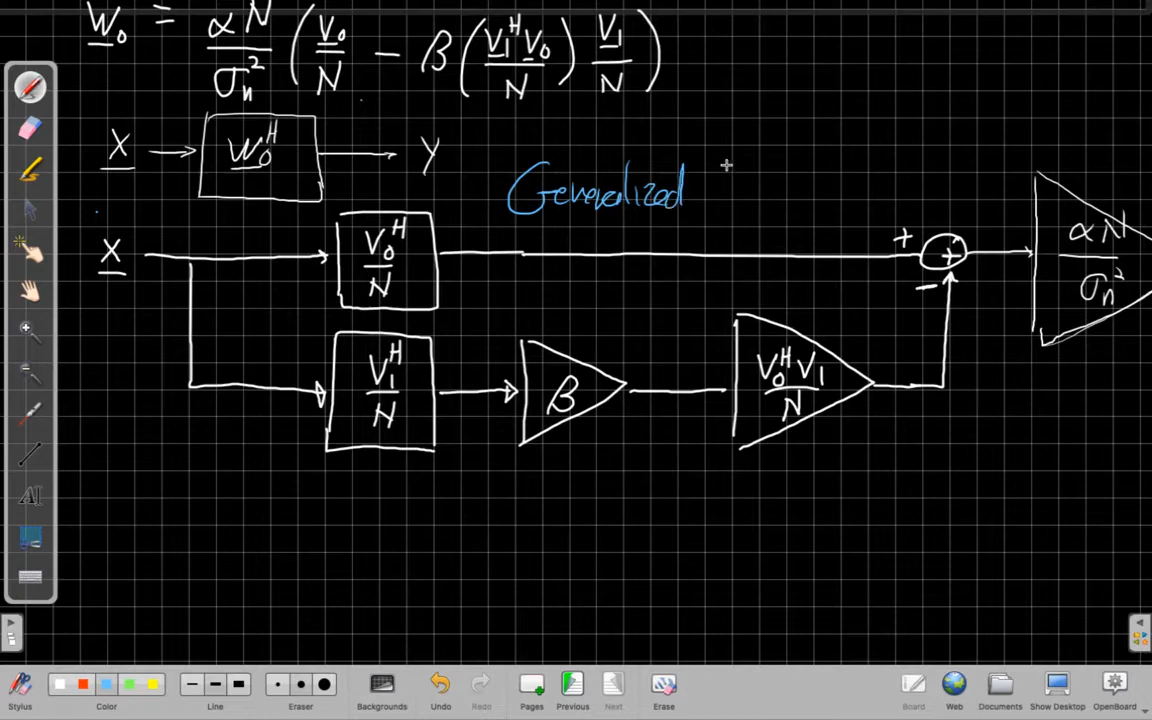 W₀ = αN/σₙ² ( V₀/N − β ( V₁ᴴV₀/N ) V₁/N )
X → W₀ᴴ → y
Generalized
X V₀ᴴ/N + − + αN/σₙ²
V₁ᴴ/N β V₀ᴴV₁/N
Stylus Color Line Eraser Backgrounds Undo Redo Pages Previous Next Erase Board Web Documents Show Desktop OpenBoard